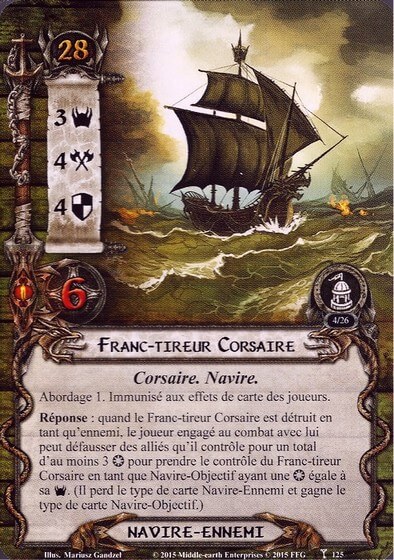 28
3
4
4
6
4/26
Franc-tireur Corsaire
Corsaire. Navire.
Abordage 1. Immunisé aux effets de carte des joueurs.
Réponse : quand le Franc-tireur Corsaire est détruit en
tant qu'ennemi, le joueur engagé au combat avec lui
peut défausser des alliés qu'il contrôle pour un total
d'au moins 3 pour prendre le contrôle du Franc-tireur
Corsaire en tant que Navire-Objectif ayant une égale à
sa . (Il perd le type de carte Navire-Ennemi et gagne le
type de carte Navire-Objectif.)
NAVIRE-ENNEMI
Illus. Mariusz Gandzel © 2015 Middle-earth Enterprises © 2015 FFG 125